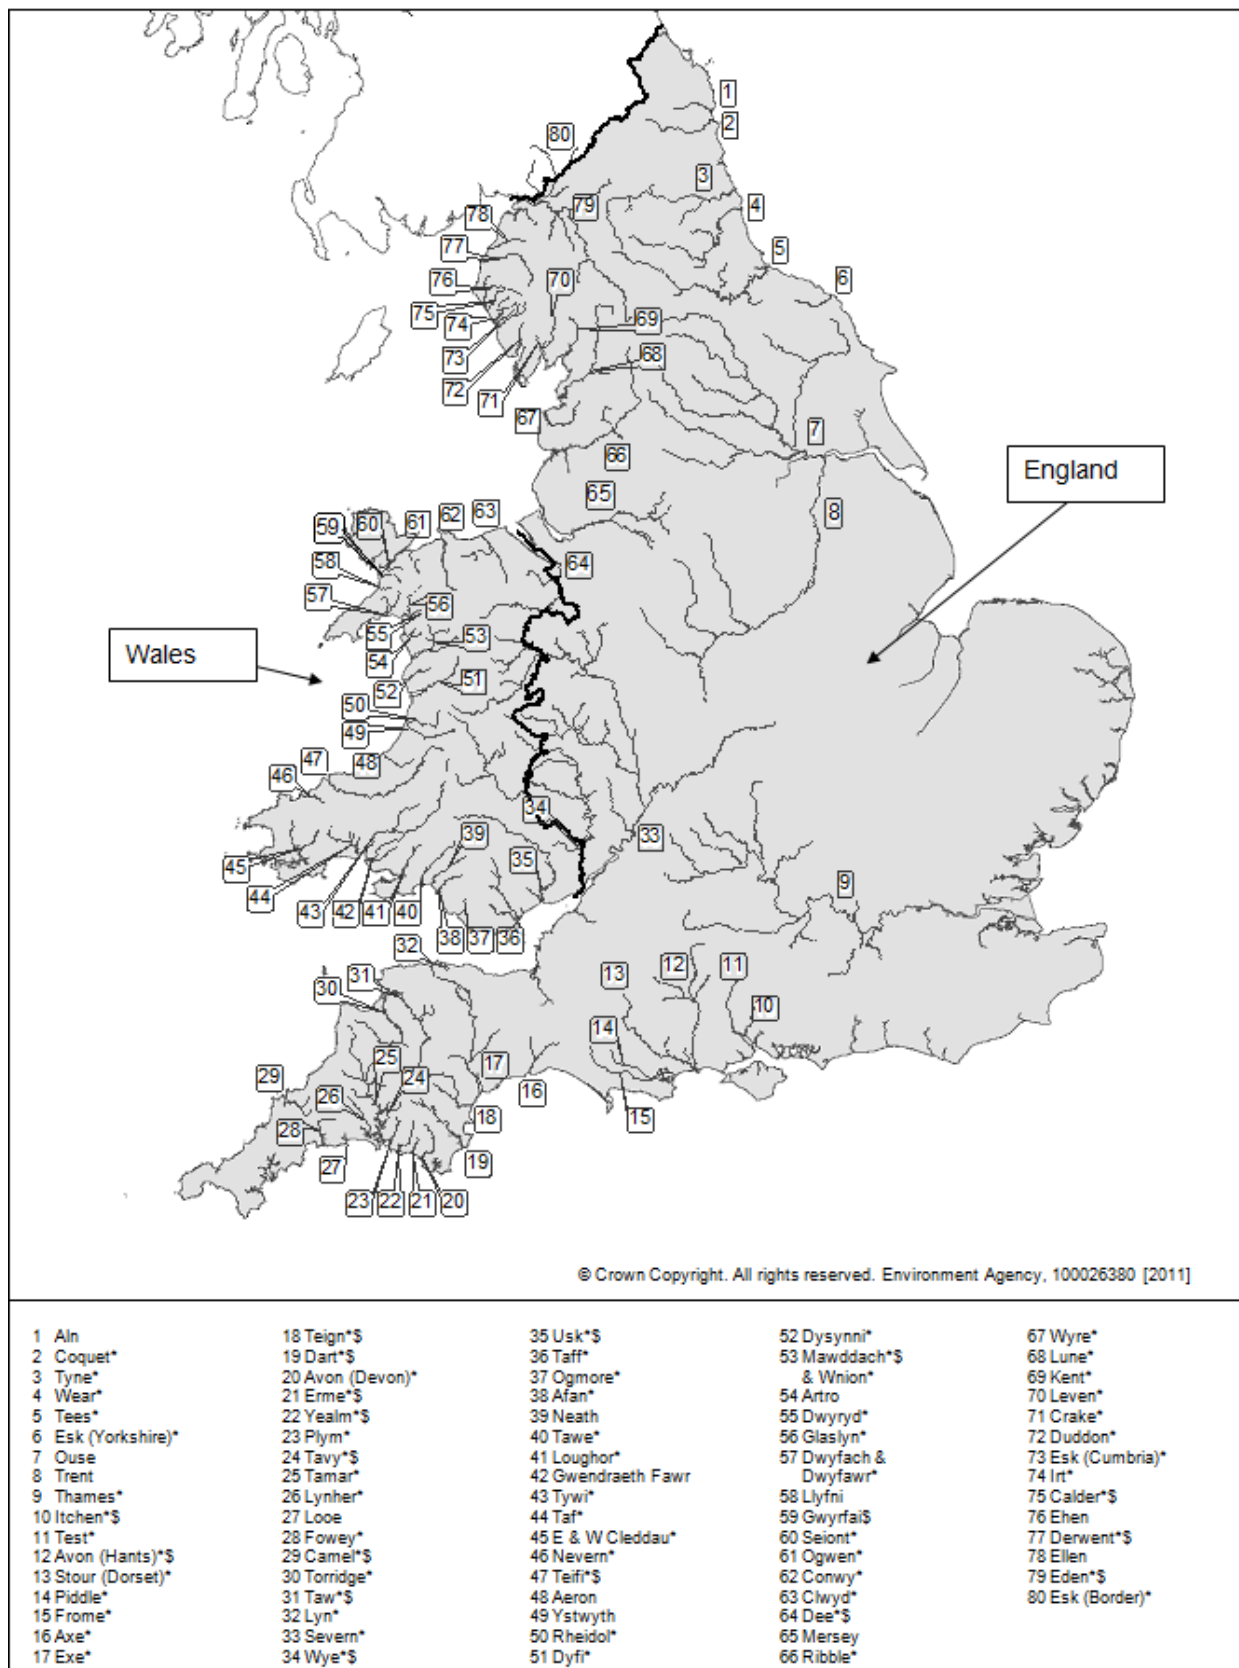 1
2
80
3
4
79
78
5
77
6
76
70
75
74
69
73
68
72
71
67
7
66
England
65
8
63
62
61
60
59
58
64
57
56
55
53
Wales
54
52
51
50
49
48
47
46
34
39
33
45
35
44
9
43
42
41
40
38
37
36
32
31
13
12
11
30
10
14
25
17
29
24
16
26
18
15
28
27
19
23
22
21
20
© Crown Copyright. All rights reserved. Environment Agency, 100026380 [2011]
1 Aln
2 Coquet*
3 Tyne*
4 Wear*
5 Tees*
6 Esk (Yorkshire)*
7 Ouse
8 Trent
9 Thames*
10 Itchen*$
11 Test*
12 Avon (Hants)*$
13 Stour (Dorset)*
14 Piddle*
15 Frome*
16 Axe*
17 Exe*
18 Teign*$
19 Dart*$
20 Avon (Devon)*
21 Erme*$
22 Yealm*$
23 Plym*
24 Tavy*$
25 Tamar*
26 Lynher*
27 Looe
28 Fowey*
29 Camel*$
30 Torridge*
31 Taw*$
32 Lyn*
33 Severn*
34 Wye*$
35 Usk*$
36 Taff*
37 Ogmore*
38 Afan*
39 Neath
40 Tawe*
41 Loughor*
42 Gwendraeth Fawr
43 Tywi*
44 Taf*
45 E & W Cleddau*
46 Nevern*
47 Teifi*$
48 Aeron
49 Ystwyth
50 Rheidol*
51 Dyfi*
52 Dysynni*
53 Mawddach*$
& Wnion*
54 Artro
55 Dwyryd*
56 Glaslyn*
57 Dwyfach &
Dwyfawr*
58 Llyfni
59 Gwyrfai$
60 Seiont*
61 Ogwen*
62 Conwy*
63 Clwyd*
64 Dee*$
65 Mersey
66 Ribble*
67 Wyre*
68 Lune*
69 Kent*
70 Leven*
71 Crake*
72 Duddon*
73 Esk (Cumbria)*
74 Irt*
75 Calder*$
76 Ehen
77 Derwent*$
78 Ellen
79 Eden*$
80 Esk (Border)*